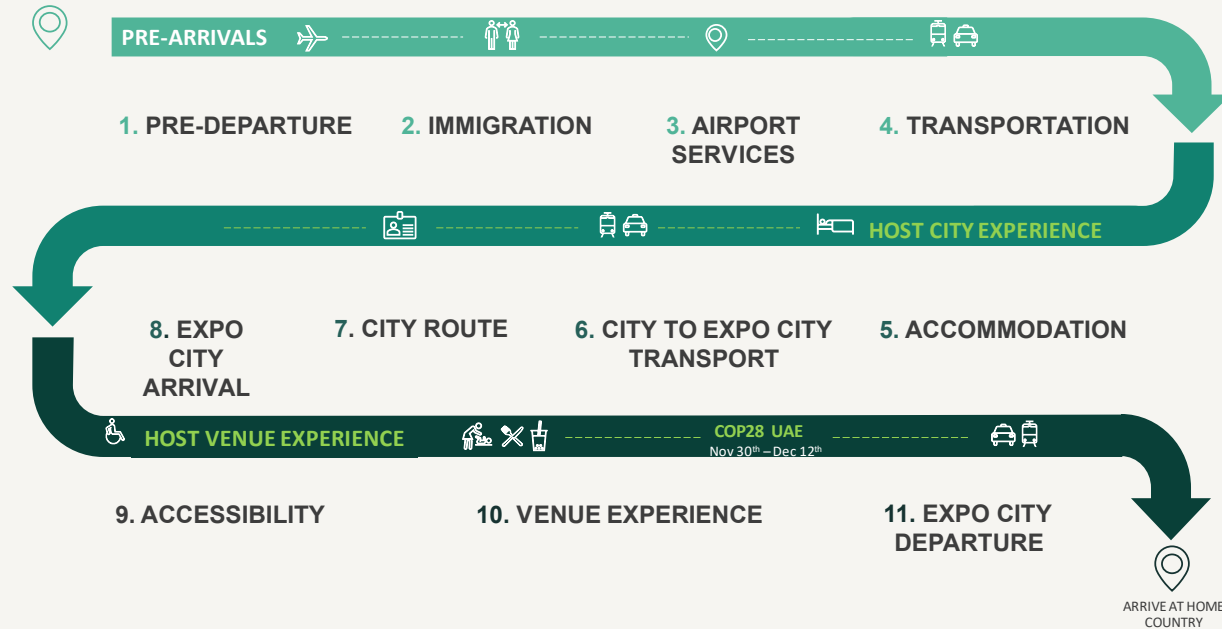 PRE-ARRIVALS
1. PRE-DEPARTURE
2. IMMIGRATION
3. AIRPORT
SERVICES
4. TRANSPORTATION
HOST CITY EXPERIENCE
8. EXPO
CITY
ARRIVAL
7. CITY ROUTE
6. CITY TO EXPO CITY
TRANSPORT
5. ACCOMMODATION
HOST VENUE EXPERIENCE
COP28 UAE
Nov 30th – Dec 12th
9. ACCESSIBILITY
10. VENUE EXPERIENCE
11. EXPO CITY
DEPARTURE
ARRIVE AT HOME
COUNTRY